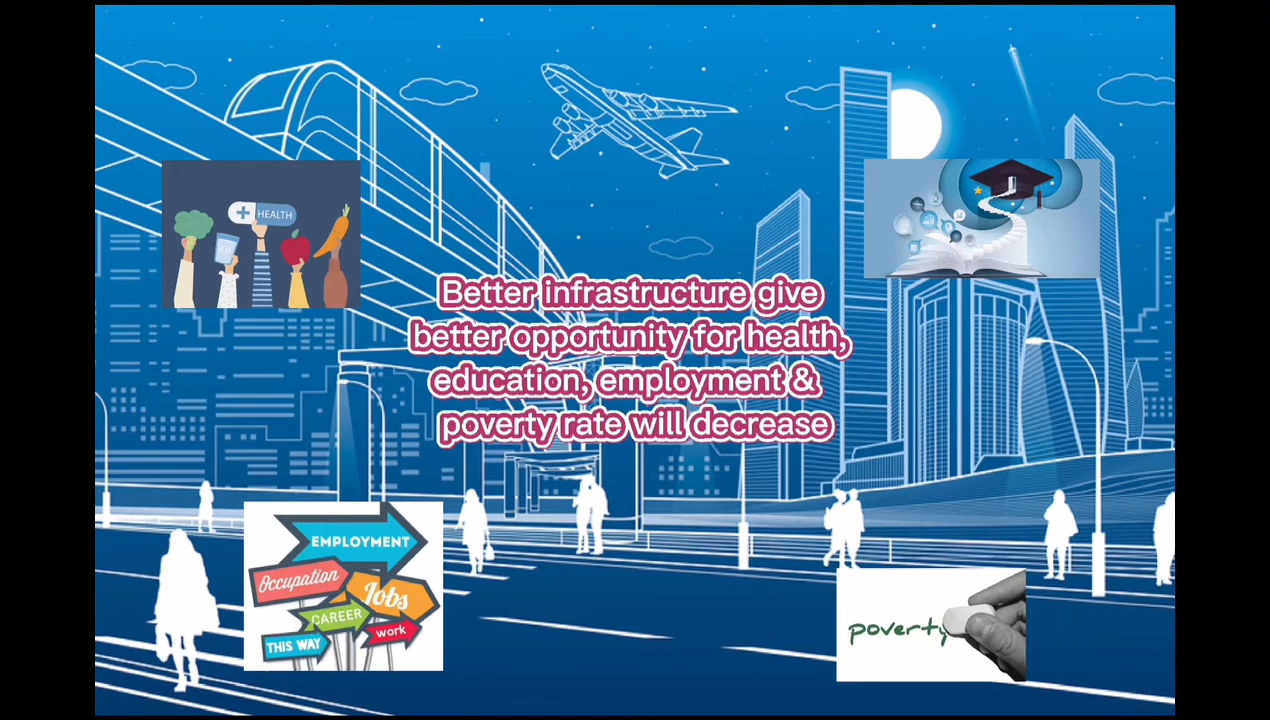 HEALTH
Better infrastructure give
better opportunity for health,
education, employment &
poverty rate will decrease
EMPLOYMENT
Occupation
Jobs
CAREER
work
THIS WAY
poverty